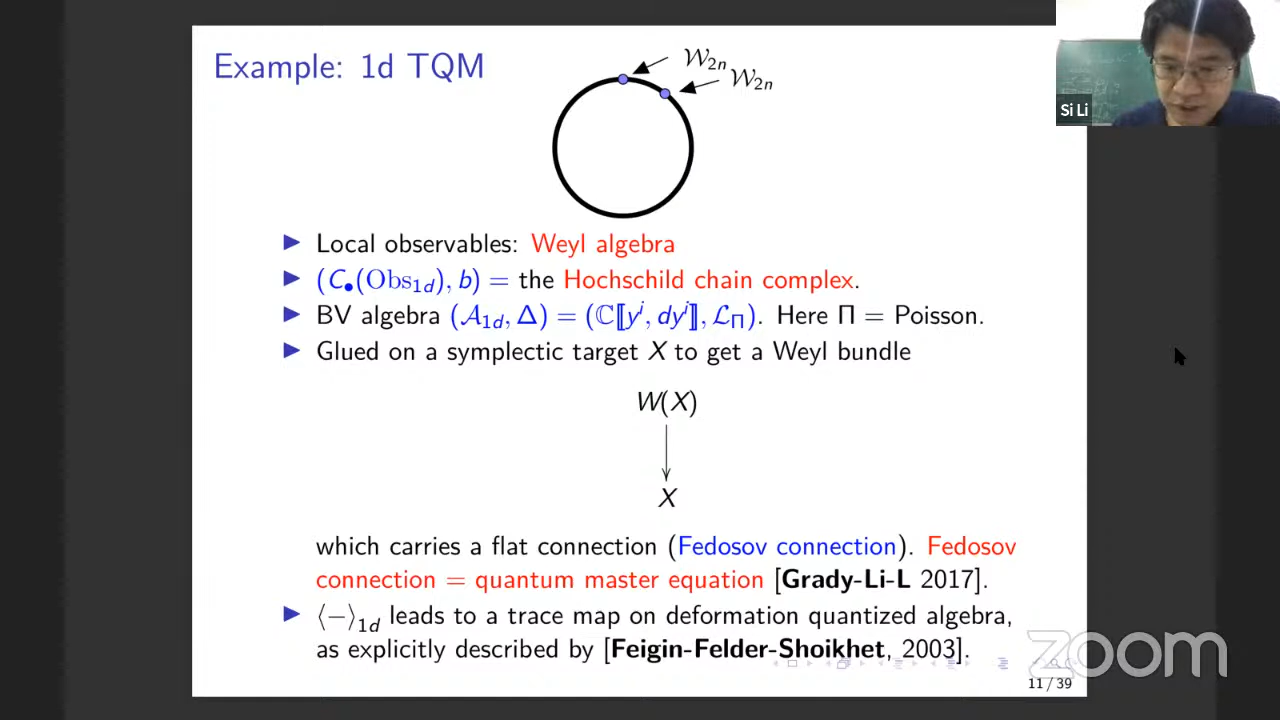 Example: 1d TQM
𝒲₂ₙ
𝒲₂ₙ
Si Li
▶ Local observables: Weyl algebra
▶ (C•(Obs₁d), b) = the Hochschild chain complex.
▶ BV algebra (𝒜₁d, Δ) = (ℂ⟦yⁱ, dyⁱ⟧, ℒ_Π). Here Π = Poisson.
▶ Glued on a symplectic target X to get a Weyl bundle
W(X)
X
which carries a flat connection (Fedosov connection). Fedosov
connection = quantum master equation [Grady-Li-L 2017].
▶ ⟨−⟩₁d leads to a trace map on deformation quantized algebra,
as explicitly described by [Feigin-Felder-Shoikhet, 2003].
zoom
11 / 39